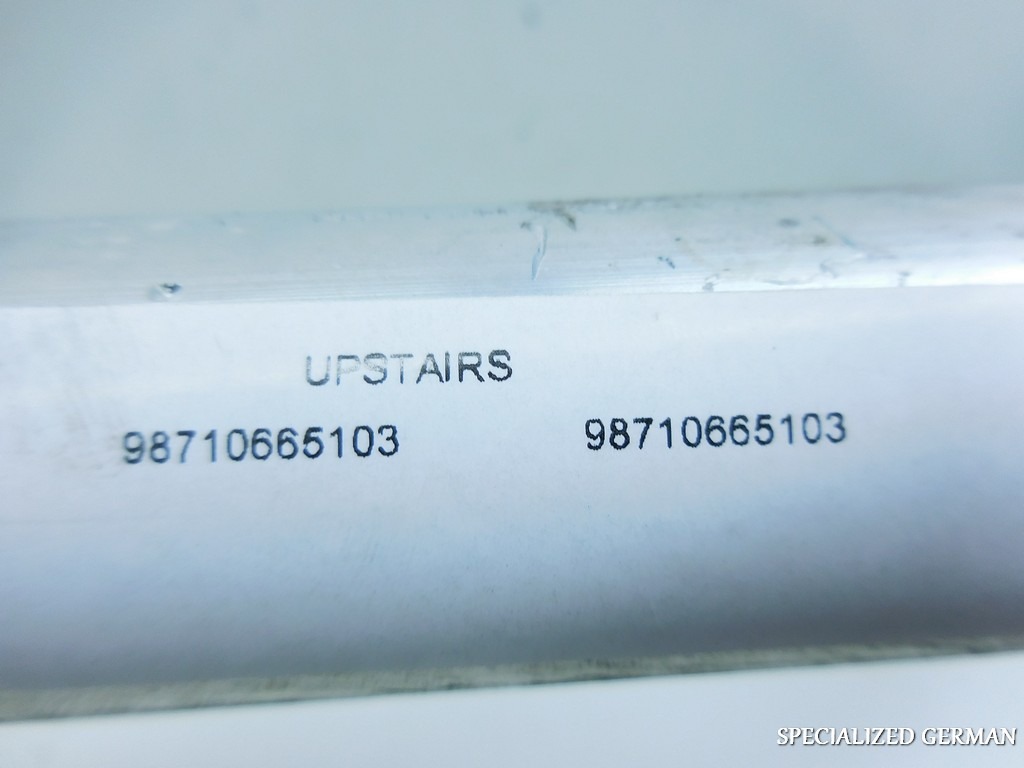 UPSTAIRS
98710665103 98710665103
SPECIALIZED GERMAN